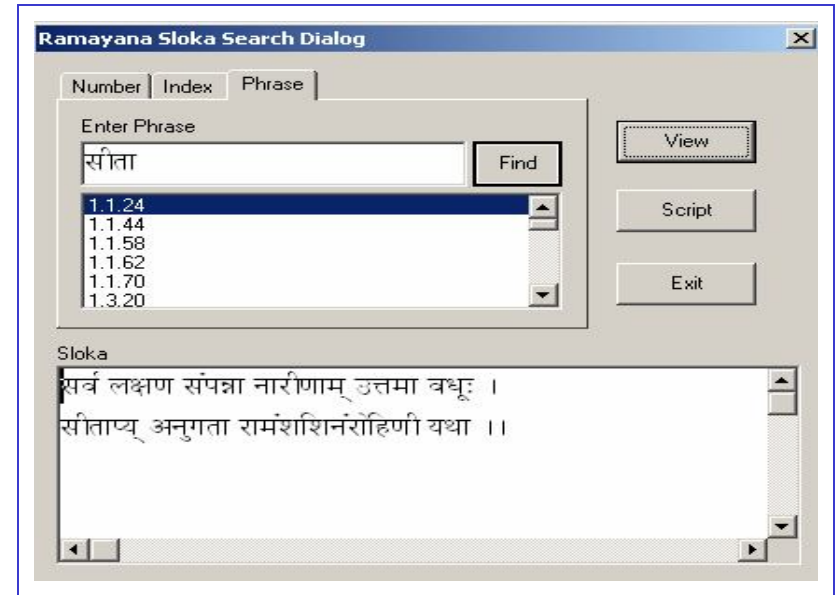 Ramayana Sloka Search Dialog
Number Index Phrase
Enter Phrase
सीता
Find
View
1.1.24
1.1.44
1.1.58
1.1.62
1.1.70
1.3.20
Script
Exit
Sloka
सर्व लक्षण संपन्ना नारीणाम् उत्तमा वधूः ।
सीताप्य् अनुगता रामंशशिनंरोहिणी यथा ।।